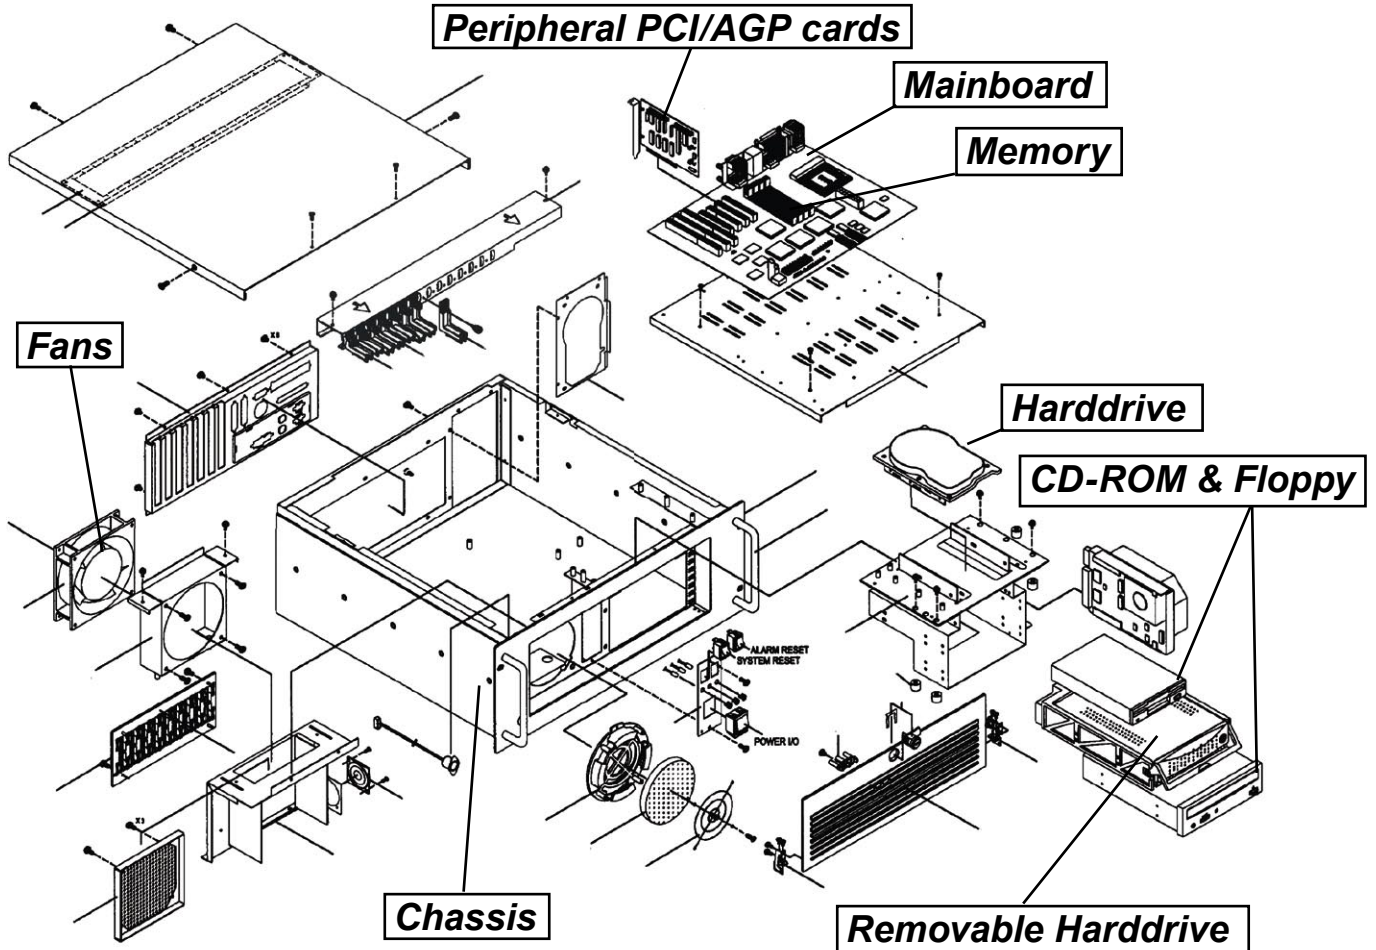 Peripheral PCI/AGP cards
Mainboard
Memory
X8
Fans
Harddrive
CD-ROM & Floppy
ALARM RESET
SYSTEM RESET
POWER I/O
Chassis
Removable Harddrive